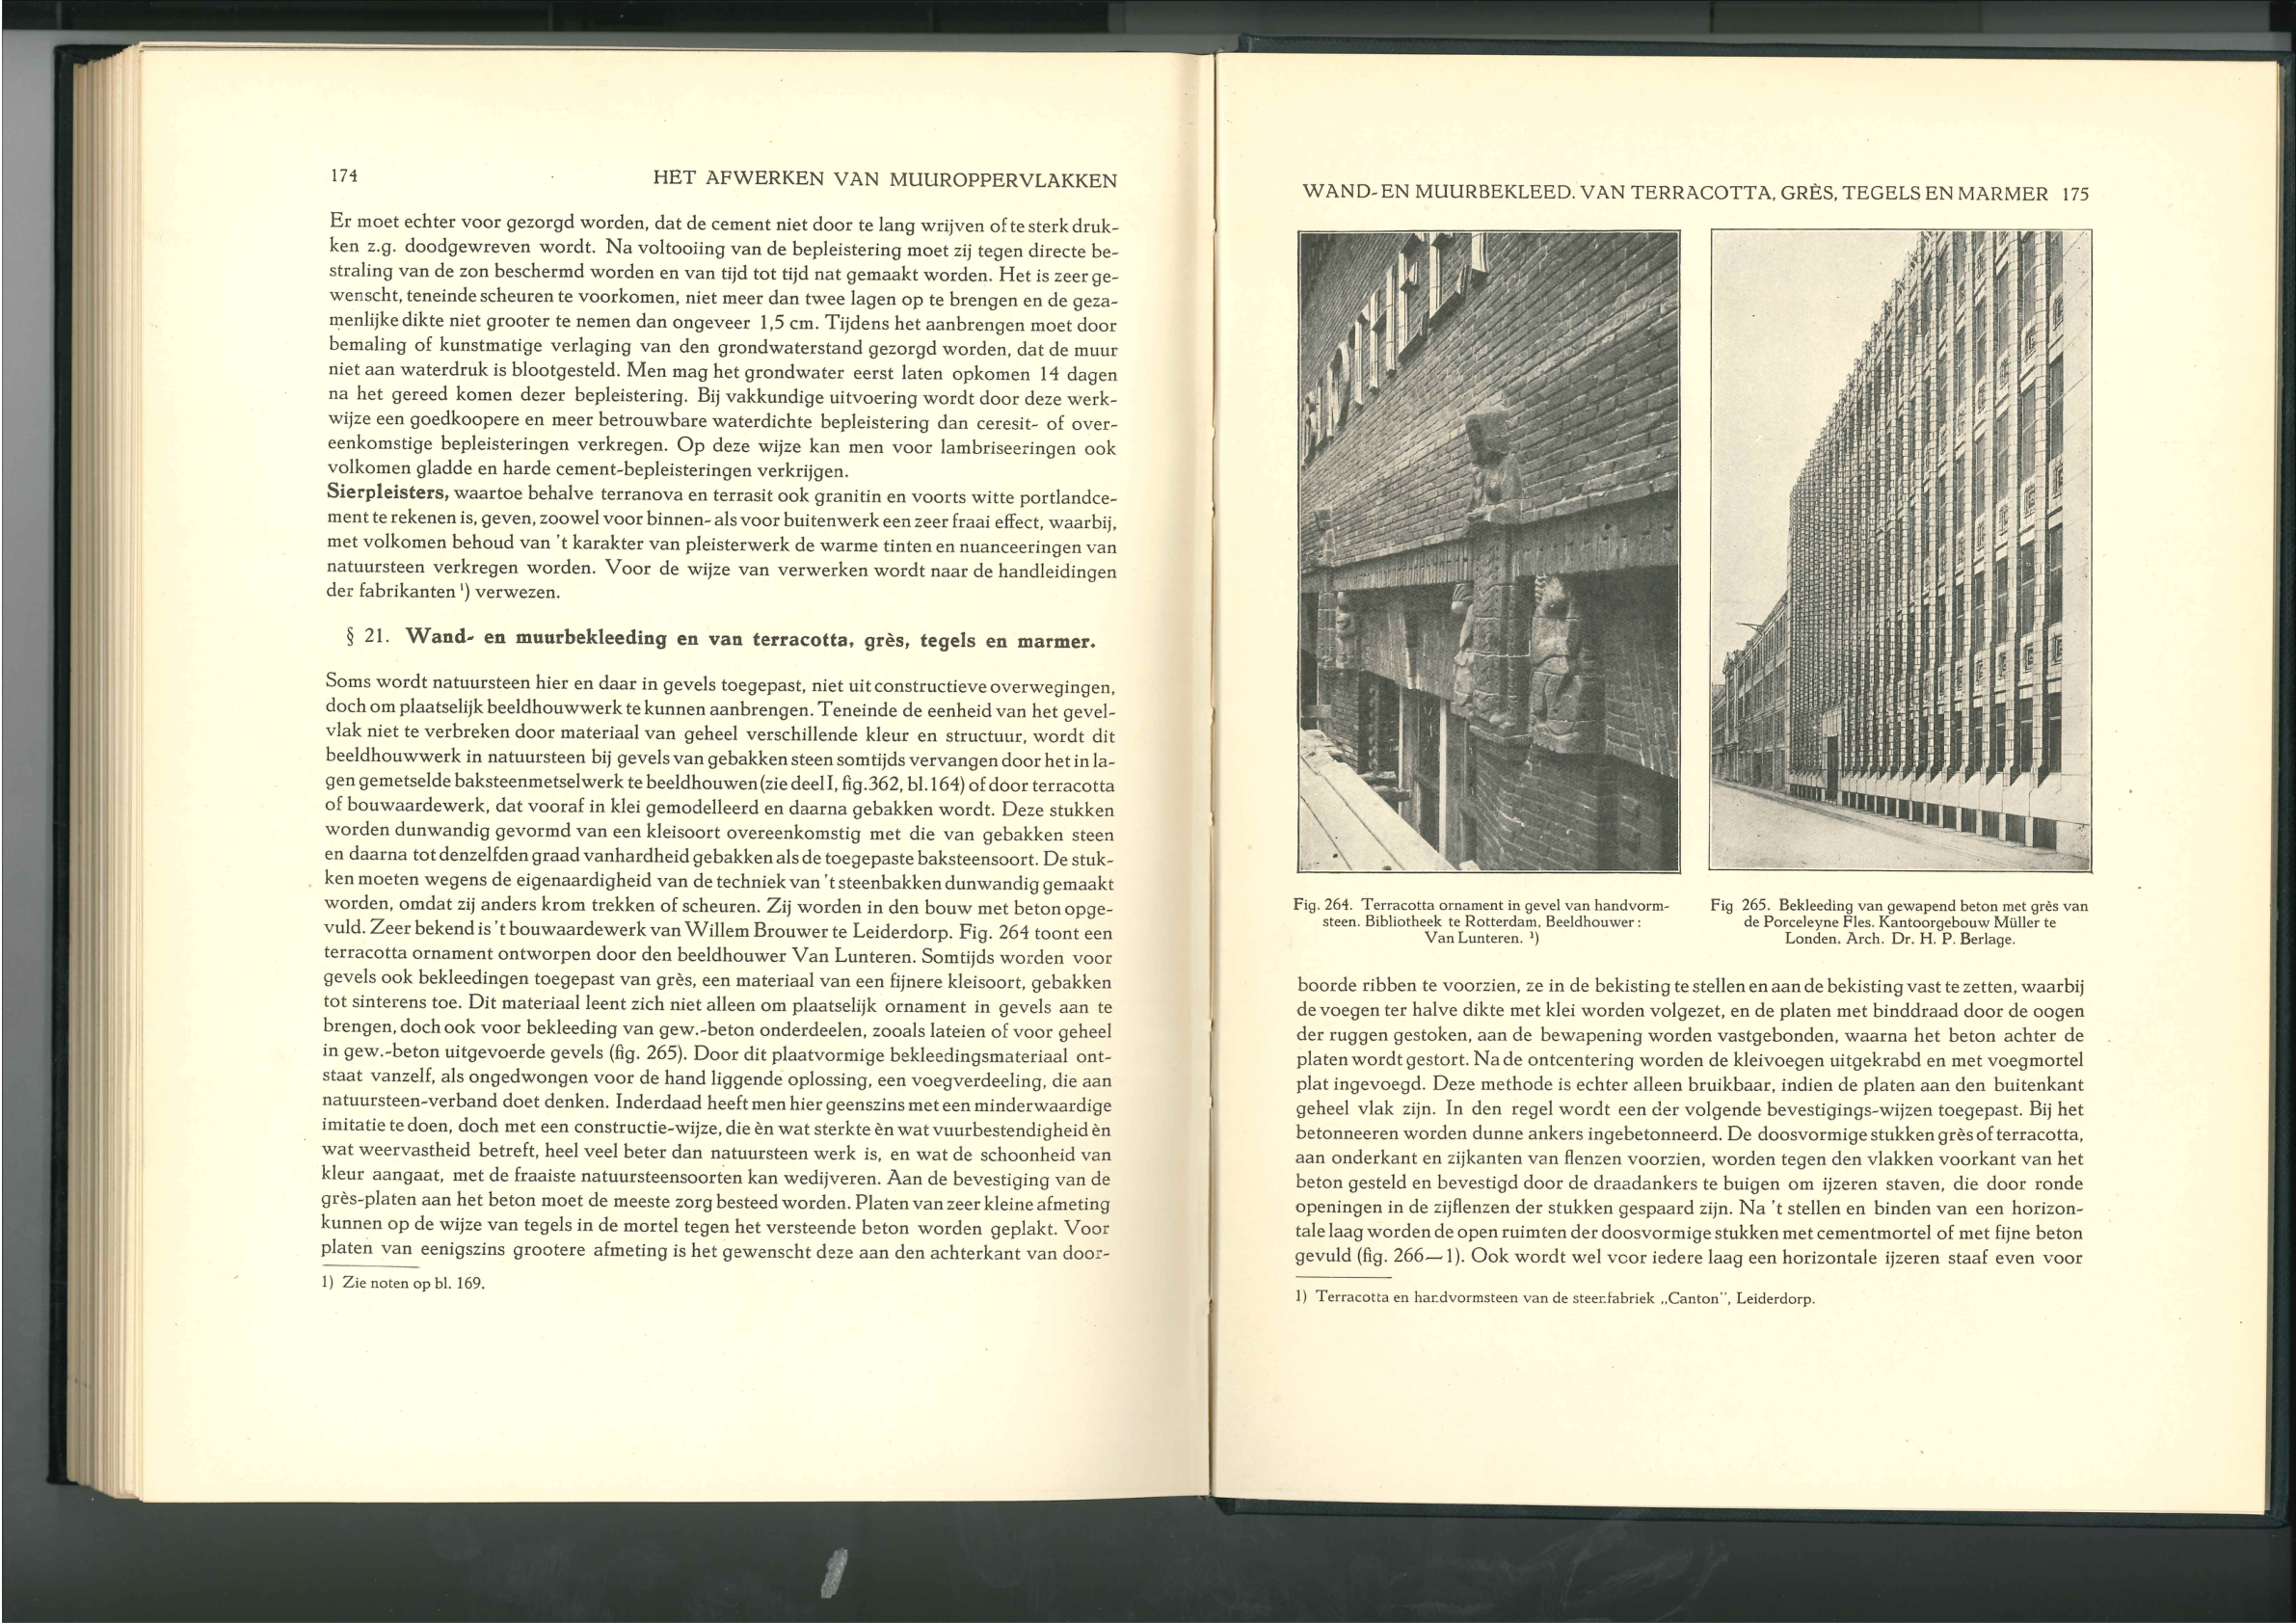 174 HET AFWERKEN VAN MUUROPPERVLAKKEN
Er moet echter voor gezorgd worden, dat de cement niet door te lang wrijven of te sterk druk-
ken z.g. doodgewreven wordt. Na voltooiing van de bepleistering moet zij tegen directe be-
straling van de zon beschermd worden en van tijd tot tijd nat gemaakt worden. Het is zeer ge-
wenscht, teneinde scheuren te voorkomen, niet meer dan twee lagen op te brengen en de geza-
menlijke dikte niet grooter te nemen dan ongeveer 1,5 cm. Tijdens het aanbrengen moet door
bemaling of kunstmatige verlaging van den grondwaterstand gezorgd worden, dat de muur
niet aan waterdruk is blootgesteld. Men mag het grondwater eerst laten opkomen 14 dagen
na het gereed komen dezer bepleistering. Bij vakkundige uitvoering wordt door deze werk-
wijze een goedkoopere en meer betrouwbare waterdichte bepleistering dan ceresit- of over-
eenkomstige bepleisteringen verkregen. Op deze wijze kan men voor lambriseeringen ook
volkomen gladde en harde cement-bepleisteringen verkrijgen.
Sierpleisters, waartoe behalve terranova en terrasit ook granitin en voorts witte portlandce-
ment te rekenen is, geven, zoowel voor binnen- als voor buitenwerk een zeer fraai effect, waarbij,
met volkomen behoud van 't karakter van pleisterwerk de warme tinten en nuanceeringen van
natuursteen verkregen worden. Voor de wijze van verwerken wordt naar de handleidingen
der fabrikanten ¹) verwezen.
§ 21. Wand- en muurbekleeding en van terracotta, grès, tegels en marmer.
Soms wordt natuursteen hier en daar in gevels toegepast, niet uit constructieve overwegingen,
doch om plaatselijk beeldhouwwerk te kunnen aanbrengen. Teneinde de eenheid van het gevel-
vlak niet te verbreken door materiaal van geheel verschillende kleur en structuur, wordt dit
beeldhouwwerk in natuursteen bij gevels van gebakken steen somtijds vervangen door het in la-
gen gemetselde baksteenmetselwerk te beeldhouwen (zie deel I, fig. 362, bl. 164) of door terracotta
of bouwaardewerk, dat vooraf in klei gemodelleerd en daarna gebakken wordt. Deze stukken
worden dunwandig gevormd van een kleisoort overeenkomstig met die van gebakken steen
en daarna tot denzelfden graad vanhardheid gebakken als de toegepaste baksteensoort. De stuk-
ken moeten wegens de eigenaardigheid van de techniek van 't steenbakken dunwandig gemaakt
worden, omdat zij anders krom trekken of scheuren. Zij worden in den bouw met beton opge-
vuld. Zeer bekend is 't bouwaardewerk van Willem Brouwer te Leiderdorp. Fig. 264 toont een
terracotta ornament ontworpen door den beeldhouwer Van Lunteren. Somtijds worden voor
gevels ook bekleedingen toegepast van grès, een materiaal van een fijnere kleisoort, gebakken
tot sinterens toe. Dit materiaal leent zich niet alleen om plaatselijk ornament in gevels aan te
brengen, doch ook voor bekleeding van gew.-beton onderdeelen, zooals lateien of voor geheel
in gew.-beton uitgevoerde gevels (fig. 265). Door dit plaatvormige bekleedingsmateriaal ont-
staat vanzelf, als ongedwongen voor de hand liggende oplossing, een voegverdeeling, die aan
natuursteen-verband doet denken. Inderdaad heeft men hier geenszins met een minderwaardige
imitatie te doen, doch met een constructie-wijze, die èn wat sterkte èn wat vuurbestendigheid èn
wat weervastheid betreft, heel veel beter dan natuursteen werk is, en wat de schoonheid van
kleur aangaat, met de fraaiste natuursteensoorten kan wedijveren. Aan de bevestiging van de
grès-platen aan het beton moet de meeste zorg besteed worden. Platen van zeer kleine afmeting
kunnen op de wijze van tegels in de mortel tegen het versteende beton worden geplakt. Voor
platen van eenigszins grootere afmeting is het gewenscht deze aan den achterkant van door-
1) Zie noten op bl. 169.
WAND- EN MUURBEKLEED. VAN TERRACOTTA, GRÈS, TEGELS EN MARMER 175
Fig. 264. Terracotta ornament in gevel van handvorm-
steen. Bibliotheek te Rotterdam, Beeldhouwer :
Van Lunteren. ¹)
Fig 265. Bekleeding van gewapend beton met grès van
de Porceleyne Fles. Kantoorgebouw Müller te
Londen. Arch. Dr. H. P. Berlage.
boorde ribben te voorzien, ze in de bekisting te stellen en aan de bekisting vast te zetten, waarbij
de voegen ter halve dikte met klei worden volgezet, en de platen met binddraad door de oogen
der ruggen gestoken, aan de bewapening worden vastgebonden, waarna het beton achter de
platen wordt gestort. Na de ontcentering worden de kleivoegen uitgekrabd en met voegmortel
plat ingevoegd. Deze methode is echter alleen bruikbaar, indien de platen aan den buitenkant
geheel vlak zijn. In den regel wordt een der volgende bevestigings-wijzen toegepast. Bij het
betonneeren worden dunne ankers ingebetonneerd. De doosvormige stukken grès of terracotta,
aan onderkant en zijkanten van flenzen voorzien, worden tegen den vlakken voorkant van het
beton gesteld en bevestigd door de draadankers te buigen om ijzeren staven, die door ronde
openingen in de zijflenzen der stukken gespaard zijn. Na 't stellen en binden van een horizon-
tale laag worden de open ruimten der doosvormige stukken met cementmortel of met fijne beton
gevuld (fig. 266—1). Ook wordt wel voor iedere laag een horizontale ijzeren staaf even voor
1) Terracotta en handvormsteen van de steenfabriek „Canton", Leiderdorp.